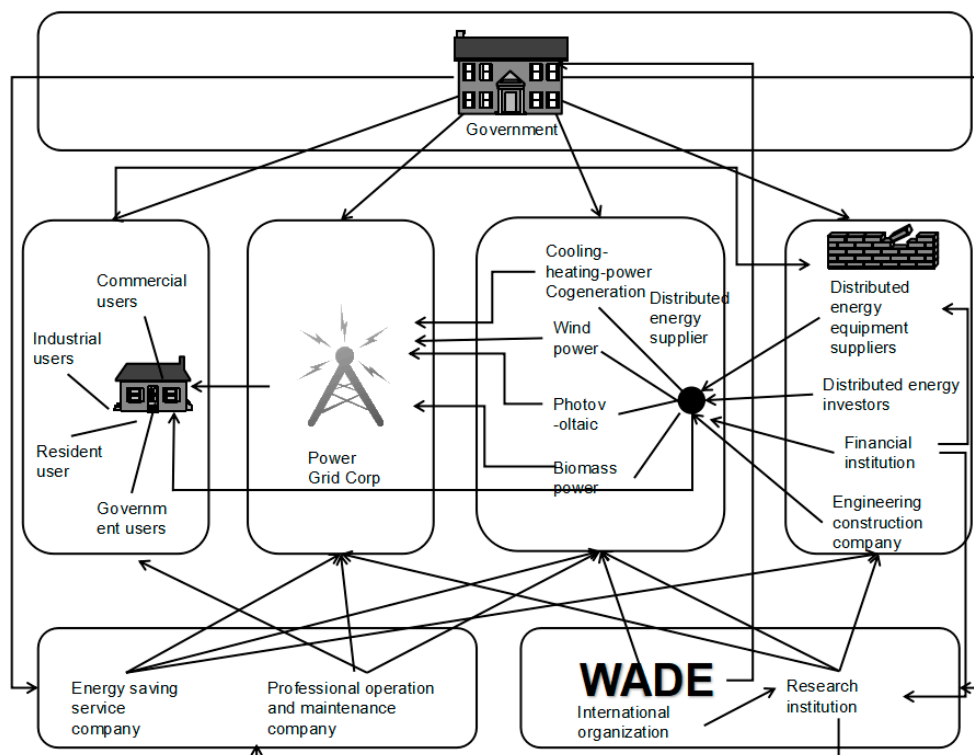 Government
Commercial
users
Industrial
users
Resident
user
Governm
ent users
Power
Grid Corp
Cooling-
heating-power
Cogeneration
Distributed
energy
supplier
Wind
power
Photov
-oltaic
Biomass
power
Distributed
energy
equipment
suppliers
Distributed energy
investors
Financial
institution
Engineering
construction
company
Energy saving
service
company
Professional operation
and maintenance
company
WADE
International
organization
Research
institution